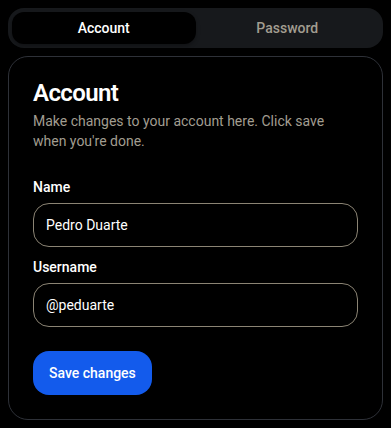 Account
Password
Account
Make changes to your account here. Click save
when you're done.
Name
Pedro Duarte
Username
@peduarte
Save changes